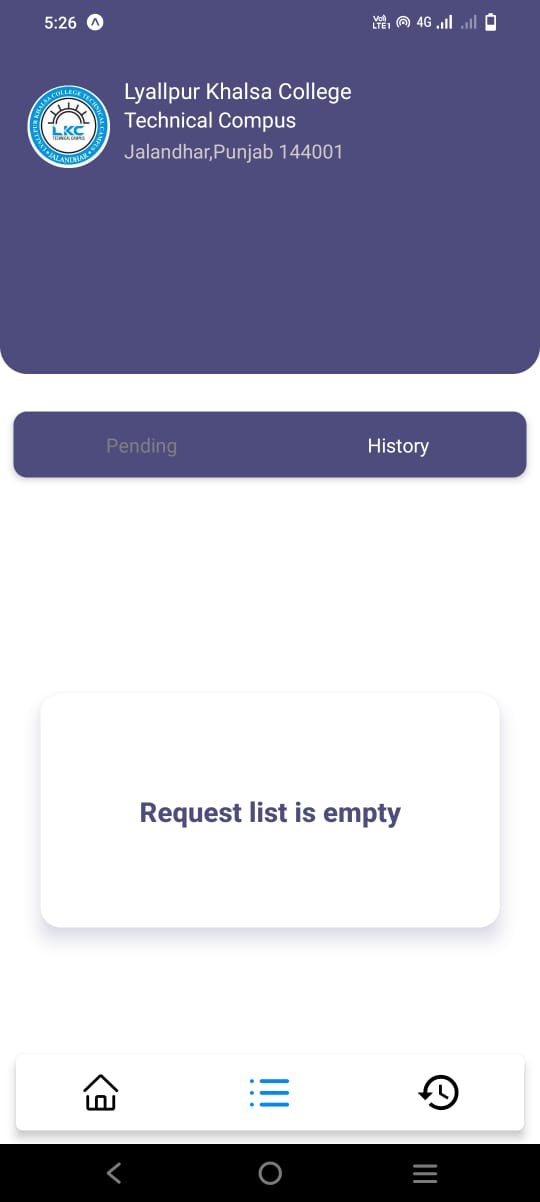 5:26
Vo)
LTE1
4G
Lyallpur Khalsa College
Technical Compus
Jalandhar,Punjab 144001
LYALLPUR KHALSA COLLEGE TECHNICAL CAMPUS
LKC
TECHNICAL CAMPUS
JALANDHAR
Pending
History
Request list is empty